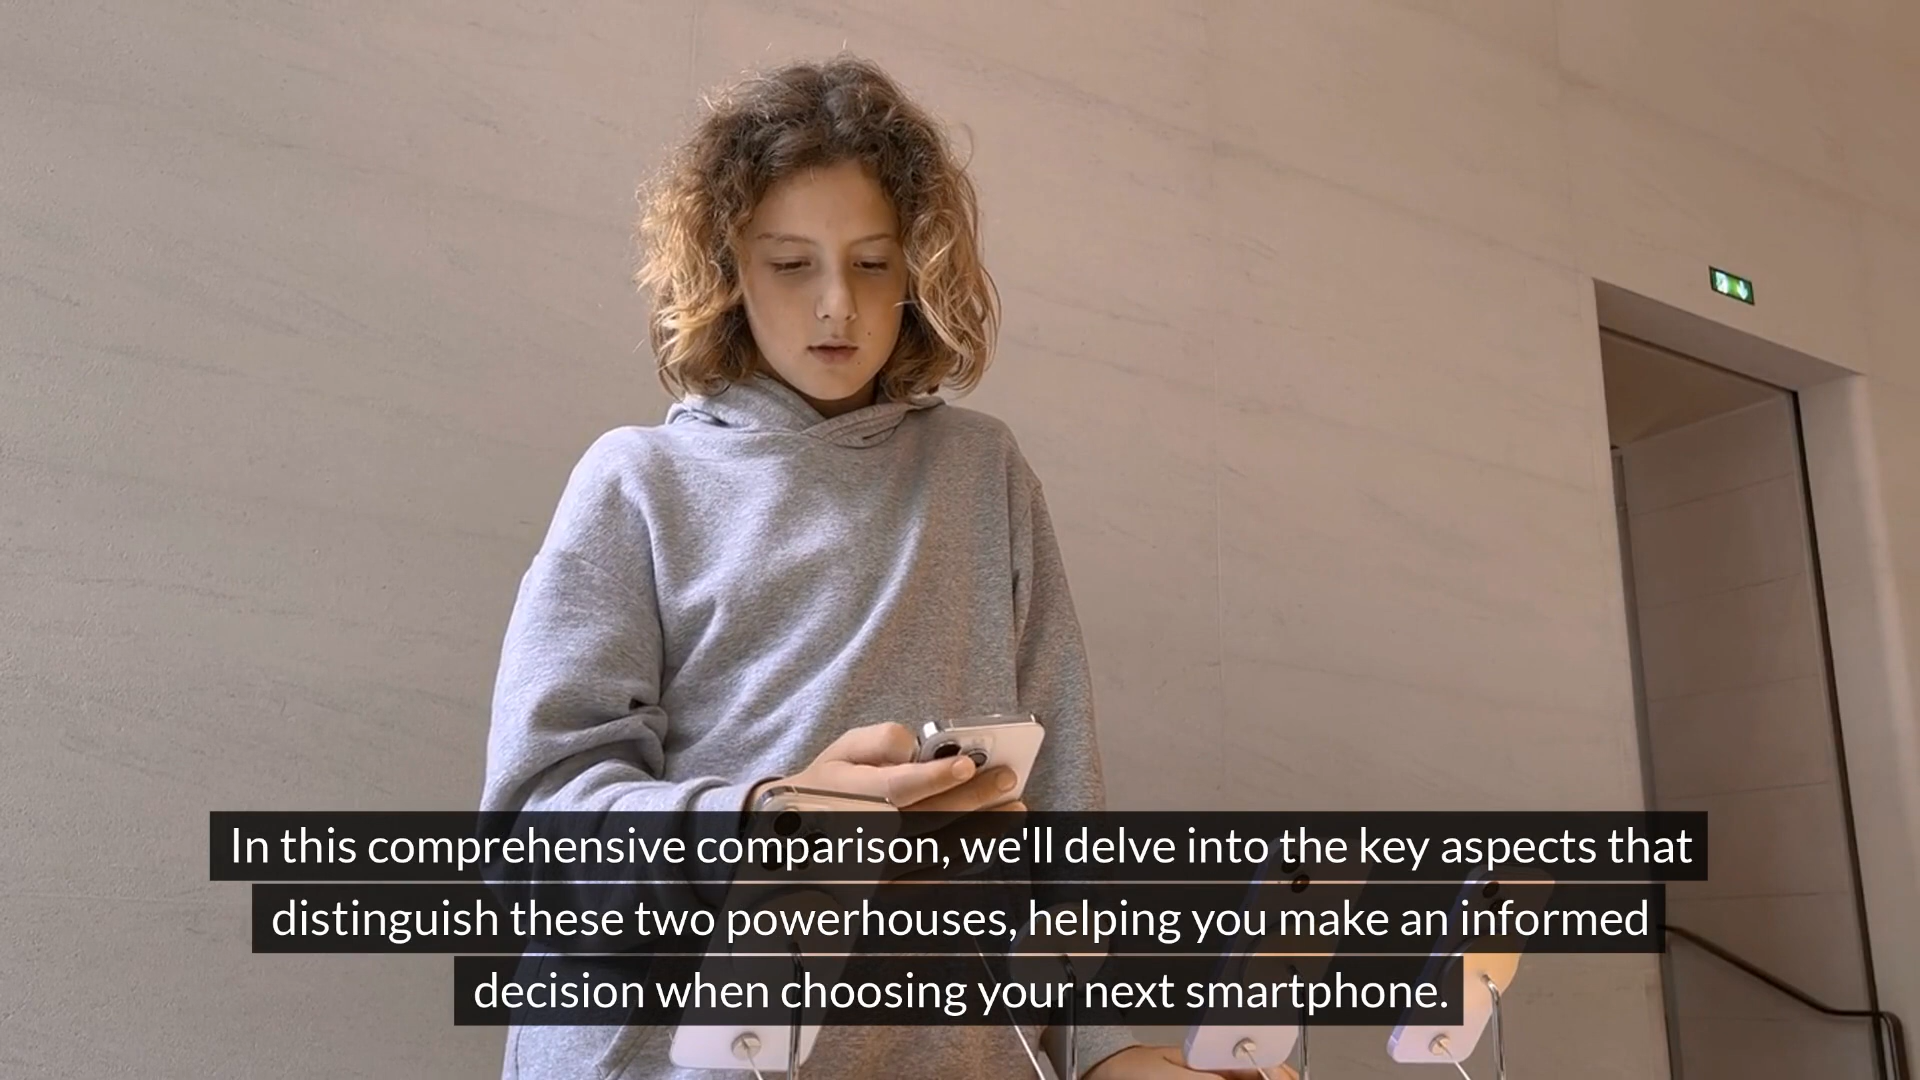 In this comprehensive comparison, we'll delve into the key aspects that
distinguish these two powerhouses, helping you make an informed
decision when choosing your next smartphone.